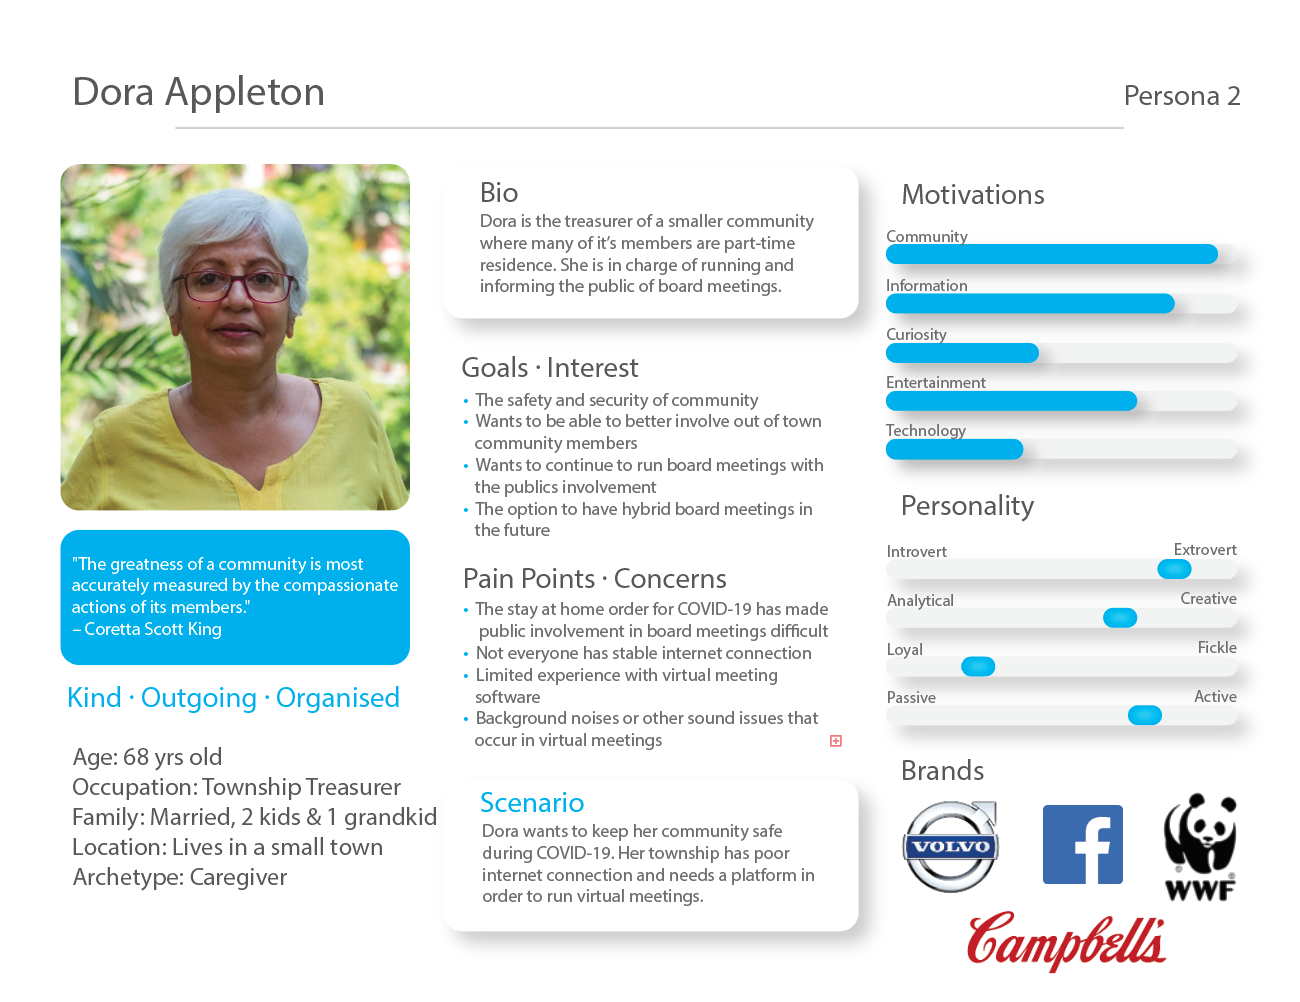 Dora Appleton
Persona 2
"The greatness of a community is most
accurately measured by the compassionate
actions of its members."
– Coretta Scott King
Kind · Outgoing · Organised
Age: 68 yrs old
Occupation: Township Treasurer
Family: Married, 2 kids & 1 grandkid
Location: Lives in a small town
Archetype: Caregiver
Bio
Dora is the treasurer of a smaller community
where many of it's members are part-time
residence. She is in charge of running and
informing the public of board meetings.
Goals · Interest
• The safety and security of community
• Wants to be able to better involve out of town
community members
• Wants to continue to run board meetings with
the publics involvement
• The option to have hybrid board meetings in
the future
Pain Points · Concerns
• The stay at home order for COVID-19 has made
public involvement in board meetings difficult
• Not everyone has stable internet connection
• Limited experience with virtual meeting
software
• Background noises or other sound issues that
occur in virtual meetings
Scenario
Dora wants to keep her community safe
during COVID-19. Her township has poor
internet connection and needs a platform in
order to run virtual meetings.
Motivations
Community
Information
Curiosity
Entertainment
Technology
Personality
Introvert Extrovert
Analytical Creative
Loyal Fickle
Passive Active
Brands
VOLVO
f
© ®
WWF
Campbell's